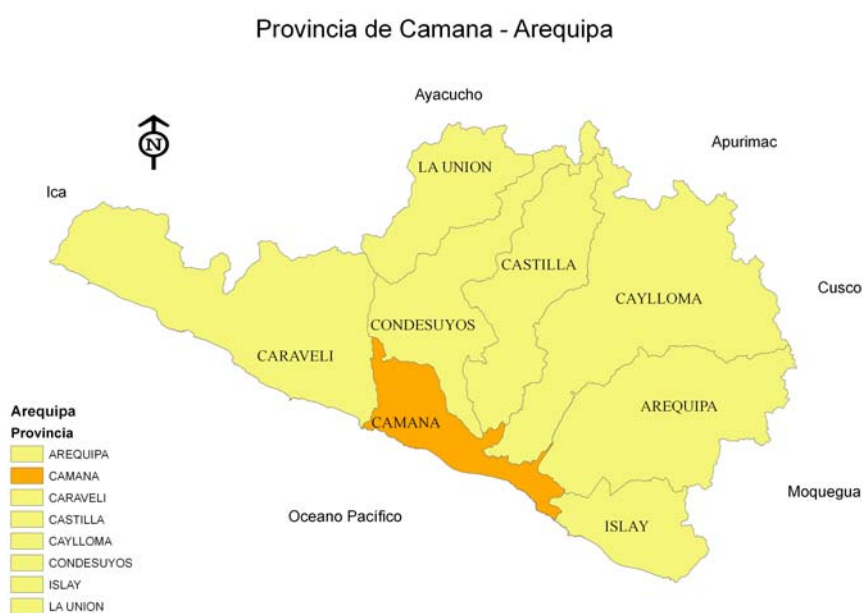 Provincia de Camana - Arequipa
Ayacucho
Apurimac
N
Ica
LA UNION
CASTILLA
CAYLLOMA
Cusco
CONDESUYOS
CARAVELI
AREQUIPA
CAMANA
Moquegua
Oceano Pacifico
ISLAY
Arequipa
Provincia
AREQUIPA
CAMANA
CARAVELI
CASTILLA
CAYLLOMA
CONDESUYOS
ISLAY
LA UNION